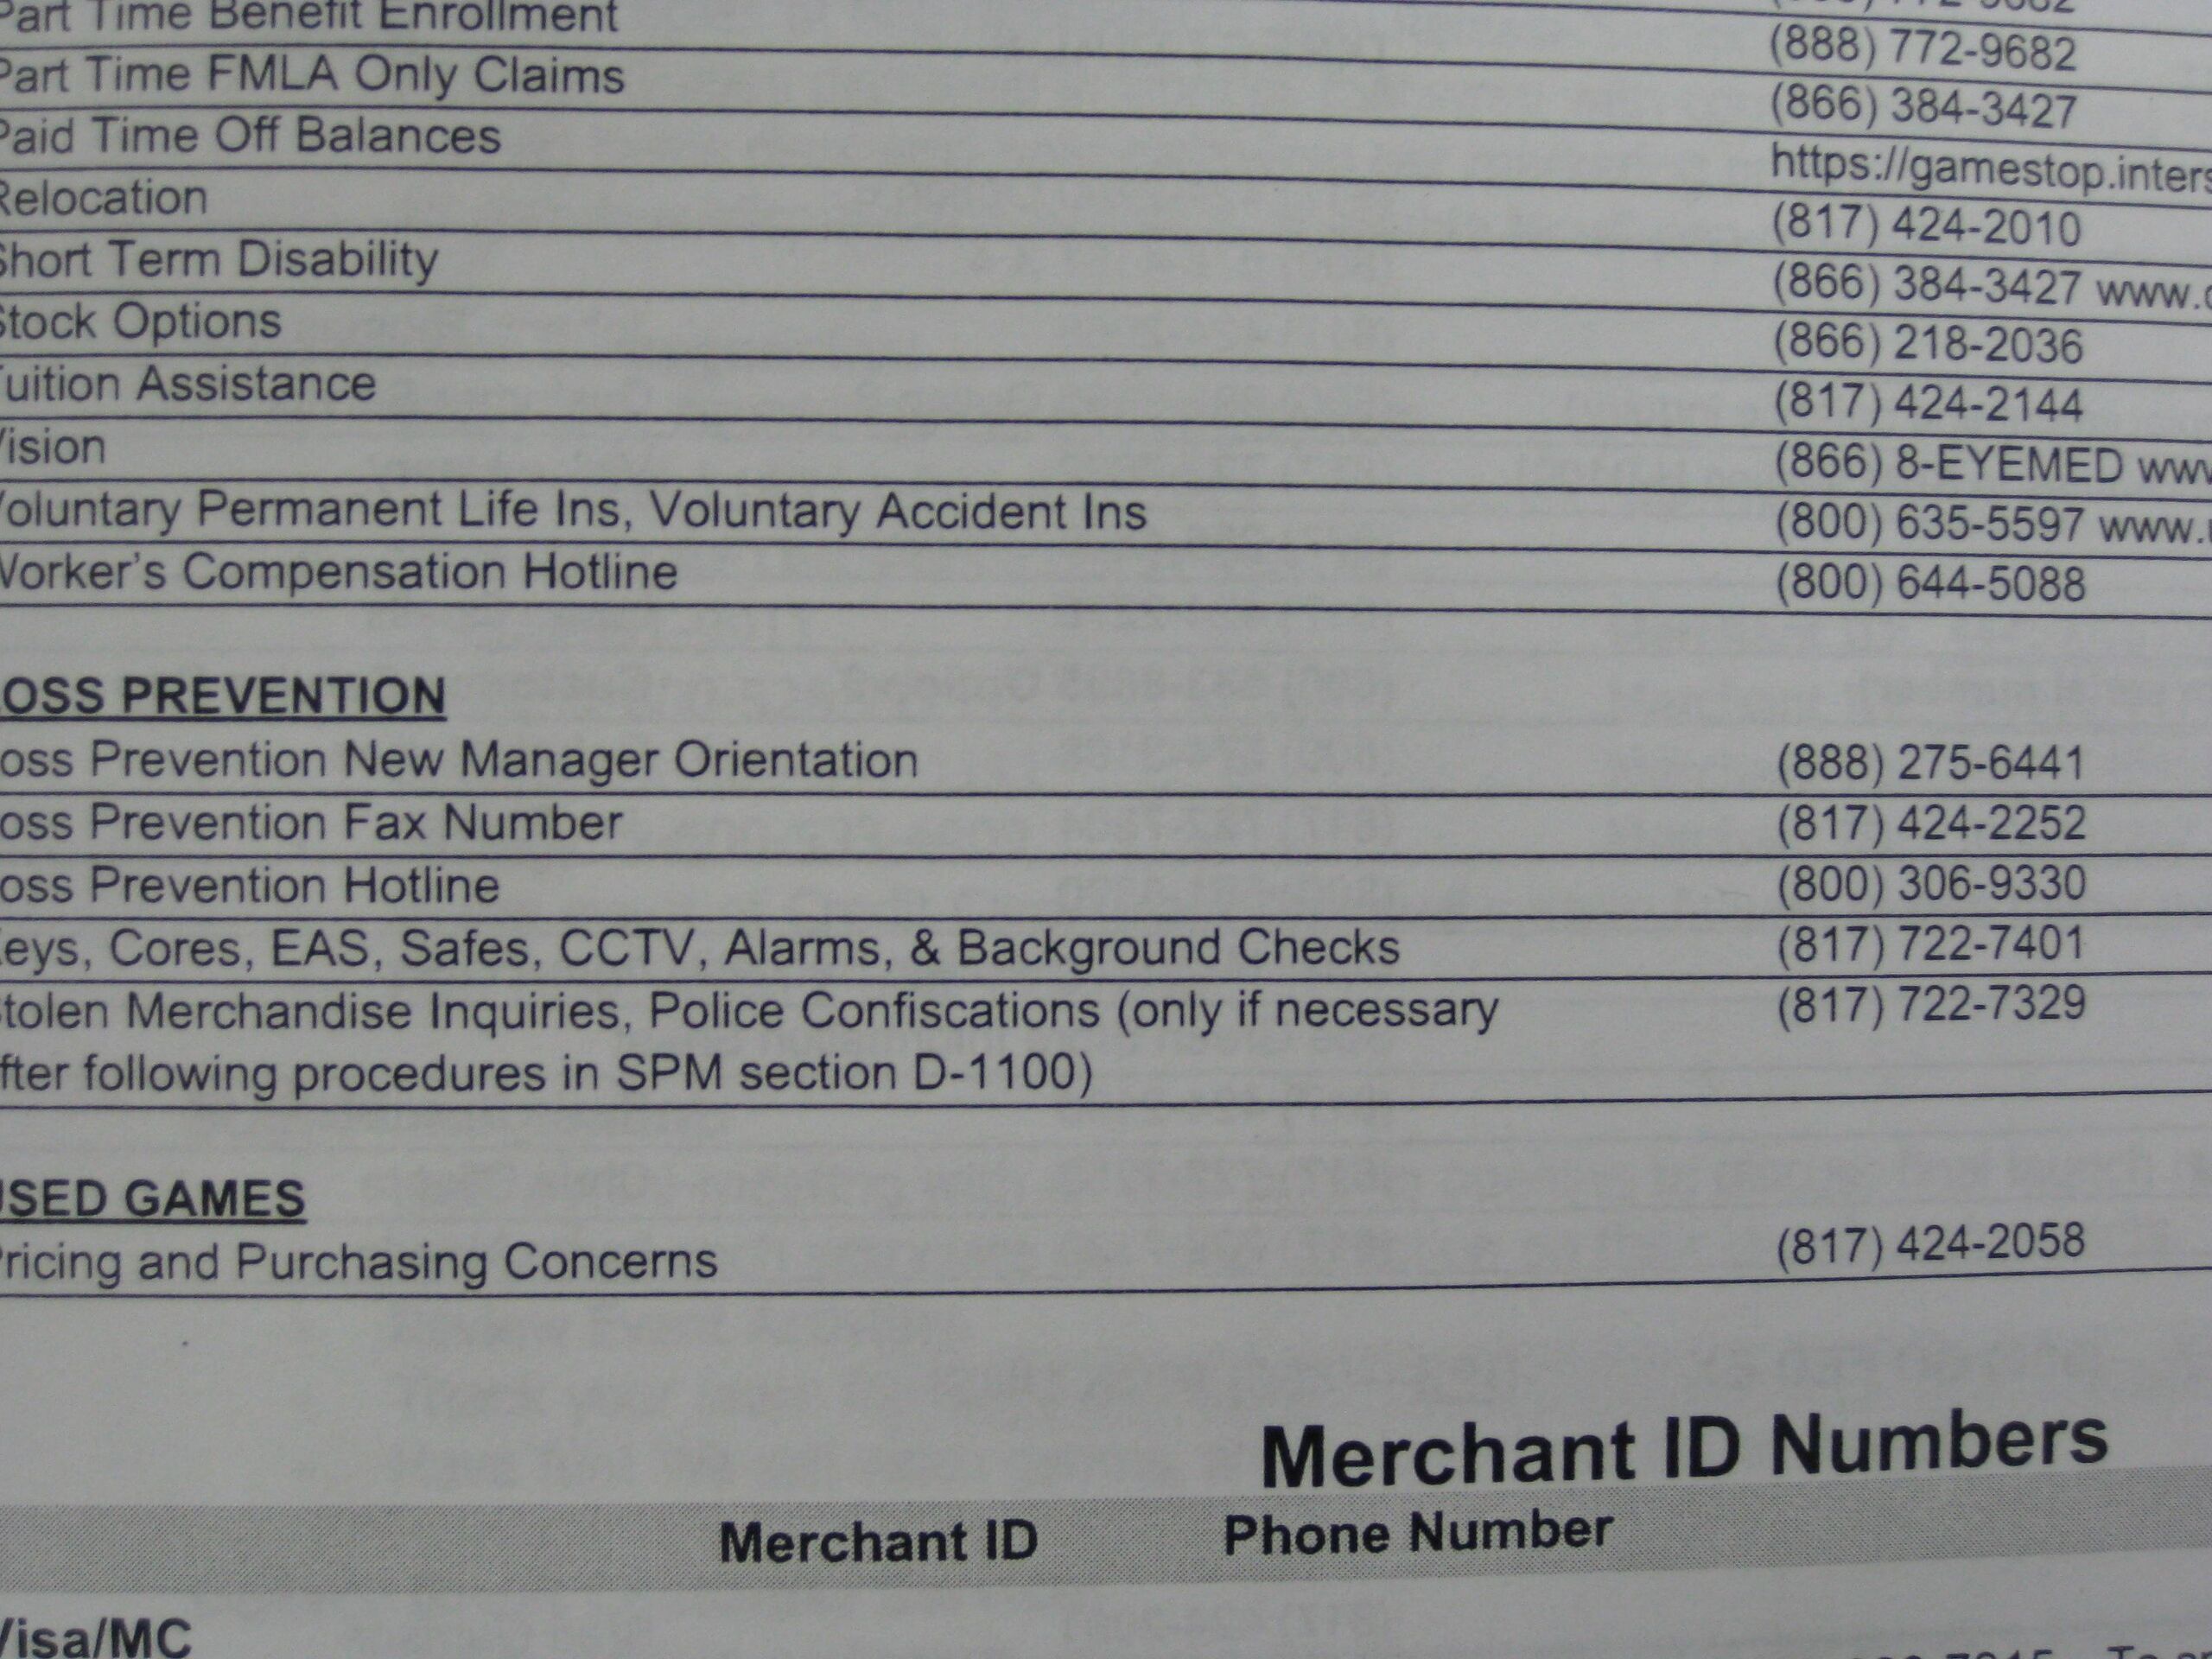 Part Time Benefit Enrollment (888) 772-9682
Part Time FMLA Only Claims (866) 384-3427
Paid Time Off Balances https://gamestop.inters
Relocation (817) 424-2010
Short Term Disability (866) 384-3427 www.
Stock Options (866) 218-2036
Tuition Assistance (817) 424-2144
Vision (866) 8-EYEMED www
Voluntary Permanent Life Ins, Voluntary Accident Ins (800) 635-5597 www.
Worker's Compensation Hotline (800) 644-5088
LOSS PREVENTION
oss Prevention New Manager Orientation (888) 275-6441
oss Prevention Fax Number (817) 424-2252
oss Prevention Hotline (800) 306-9330
eys, Cores, EAS, Safes, CCTV, Alarms, & Background Checks (817) 722-7401
Stolen Merchandise Inquiries, Police Confiscations (only if necessary (817) 722-7329
fter following procedures in SPM section D-1100)
USED GAMES
Pricing and Purchasing Concerns (817) 424-2058
Merchant ID Numbers
Merchant ID Phone Number
Visa/MC